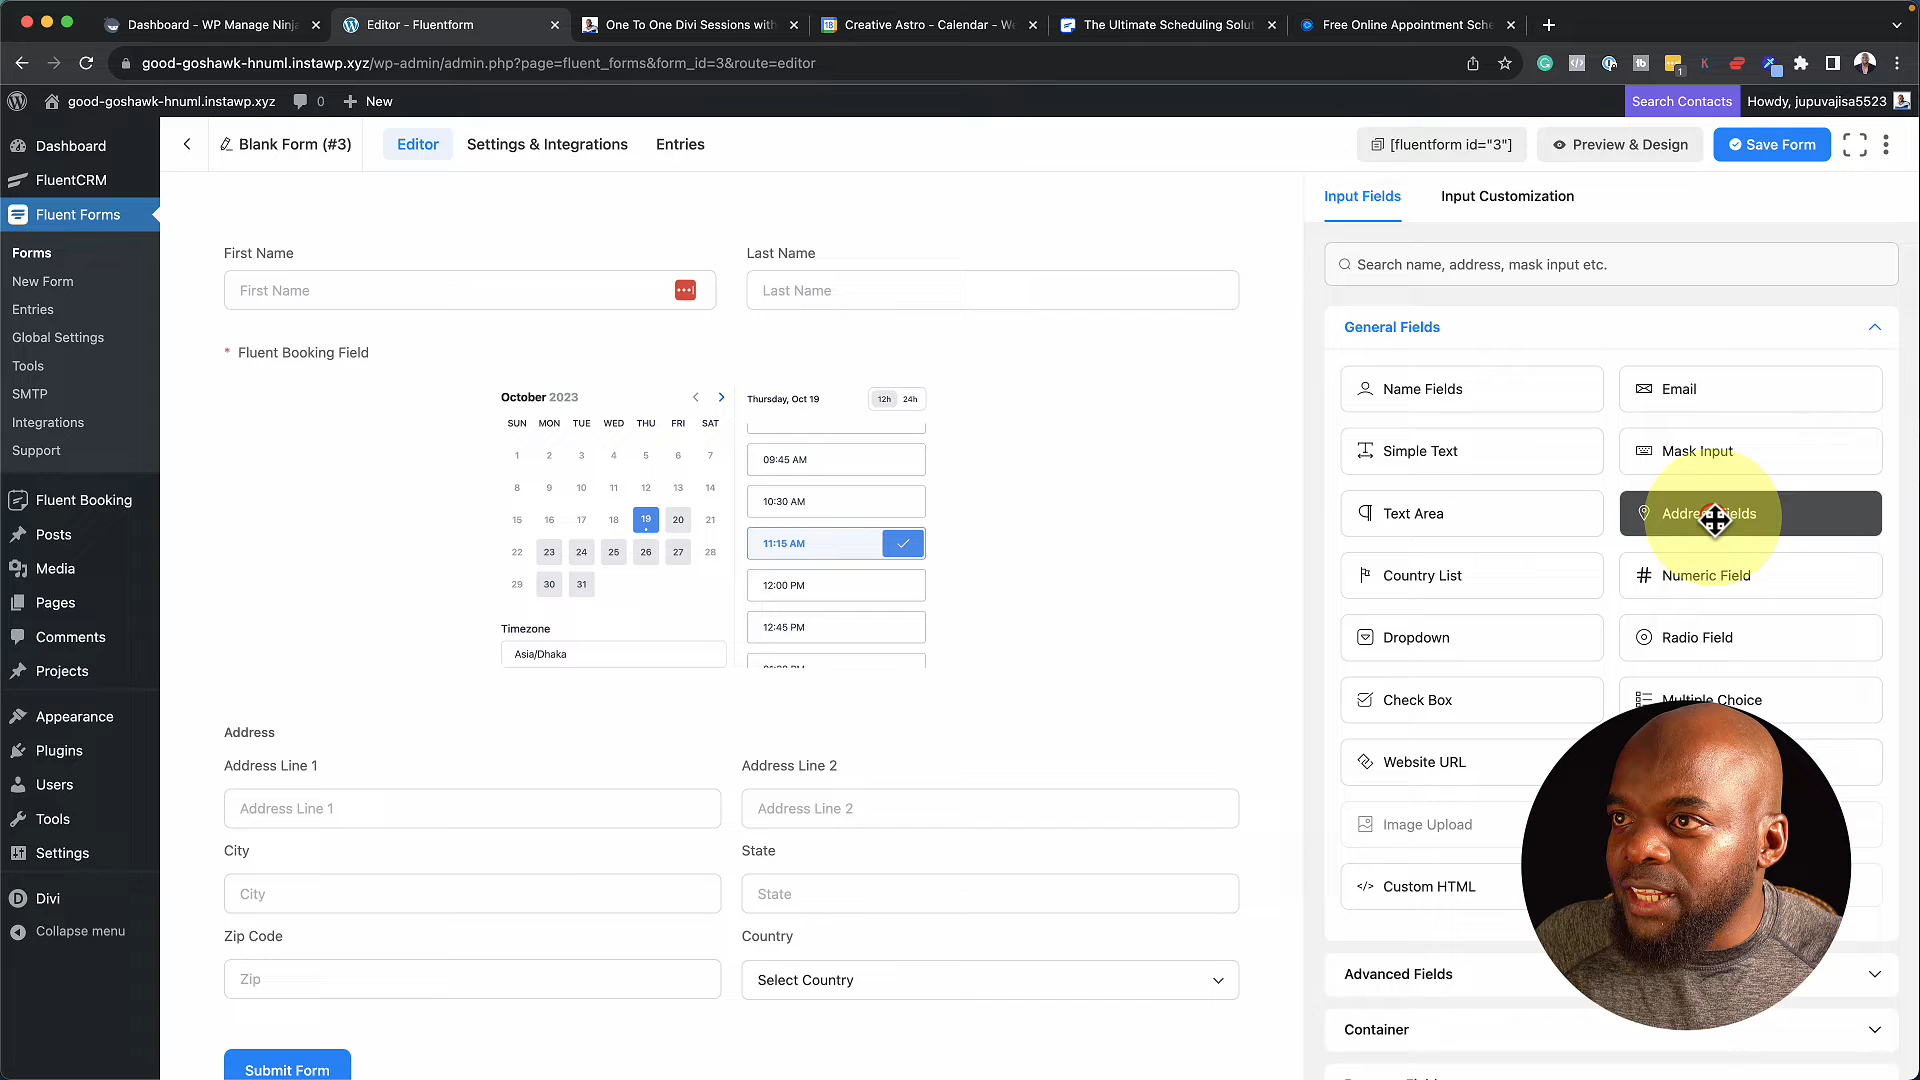 Dashboard - WP Manage Ninja
Editor - Fluentform
One To One Divi Sessions with
Creative Astro - Calendar - We
The Ultimate Scheduling Solut
Free Online Appointment Sche
good-goshawk-hnuml.instawp.xyz/wp-admin/admin.php?page=fluent_forms&form_id=3&route=editor
good-goshawk-hnuml.instawp.xyz
0
New
Search Contacts
Howdy, jupuvajisa5523
Dashboard
FluentCRM
Fluent Forms
Forms
New Form
Entries
Global Settings
Tools
SMTP
Integrations
Support
Fluent Booking
Posts
Media
Pages
Comments
Projects
Appearance
Plugins
Users
Tools
Settings
Divi
Collapse menu
Blank Form (#3)
Editor
Settings & Integrations
Entries
[fluentform id="3"]
Preview & Design
Save Form
First Name
Last Name
First Name
Last Name
* Fluent Booking Field
October 2023
SUN MON TUE WED THU FRI SAT
1 2 3 4 5 6 7
8 9 10 11 12 13 14
15 16 17 18 19 20 21
22 23 24 25 26 27 28
29 30 31
Timezone
Asia/Dhaka
Thursday, Oct 19
12h 24h
09:45 AM
10:30 AM
11:15 AM
12:00 PM
12:45 PM
Address
Address Line 1
Address Line 2
Address Line 1
Address Line 2
City
State
City
State
Zip Code
Country
Zip
Select Country
Submit Form
Input Fields
Input Customization
Search name, address, mask input etc.
General Fields
Name Fields
Email
Simple Text
Mask Input
Text Area
Address Fields
Country List
Numeric Field
Dropdown
Radio Field
Check Box
Multiple Choice
Website URL
Image Upload
Custom HTML
Advanced Fields
Container